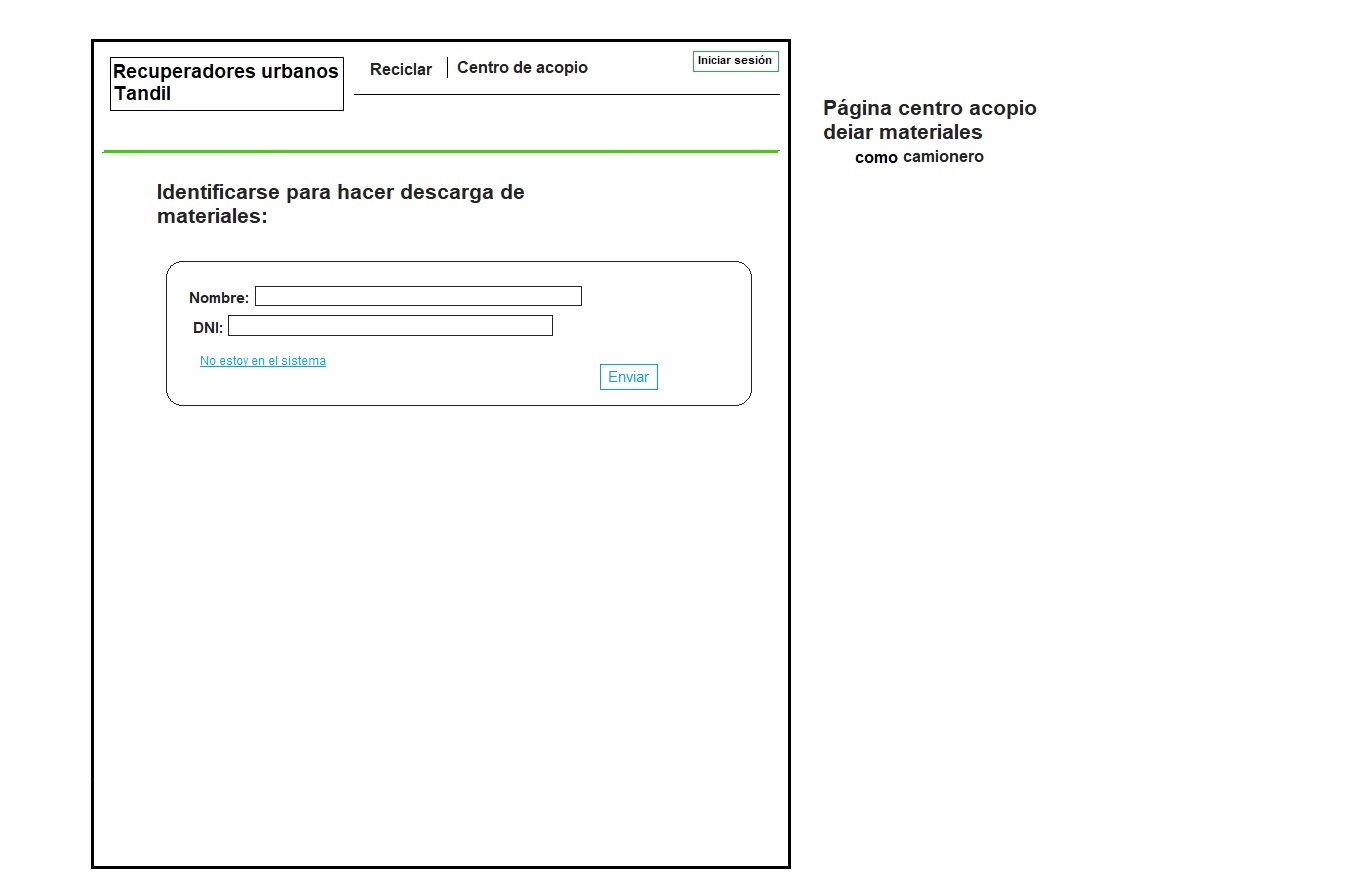 Recuperadores urbanos
Tandil
Reciclar
Centro de acopio
Iniciar sesión
Página centro acopio
dejar materiales
como camionero
Identificarse para hacer descarga de
materiales:
Nombre:
DNI:
No estoy en el sistema
Enviar